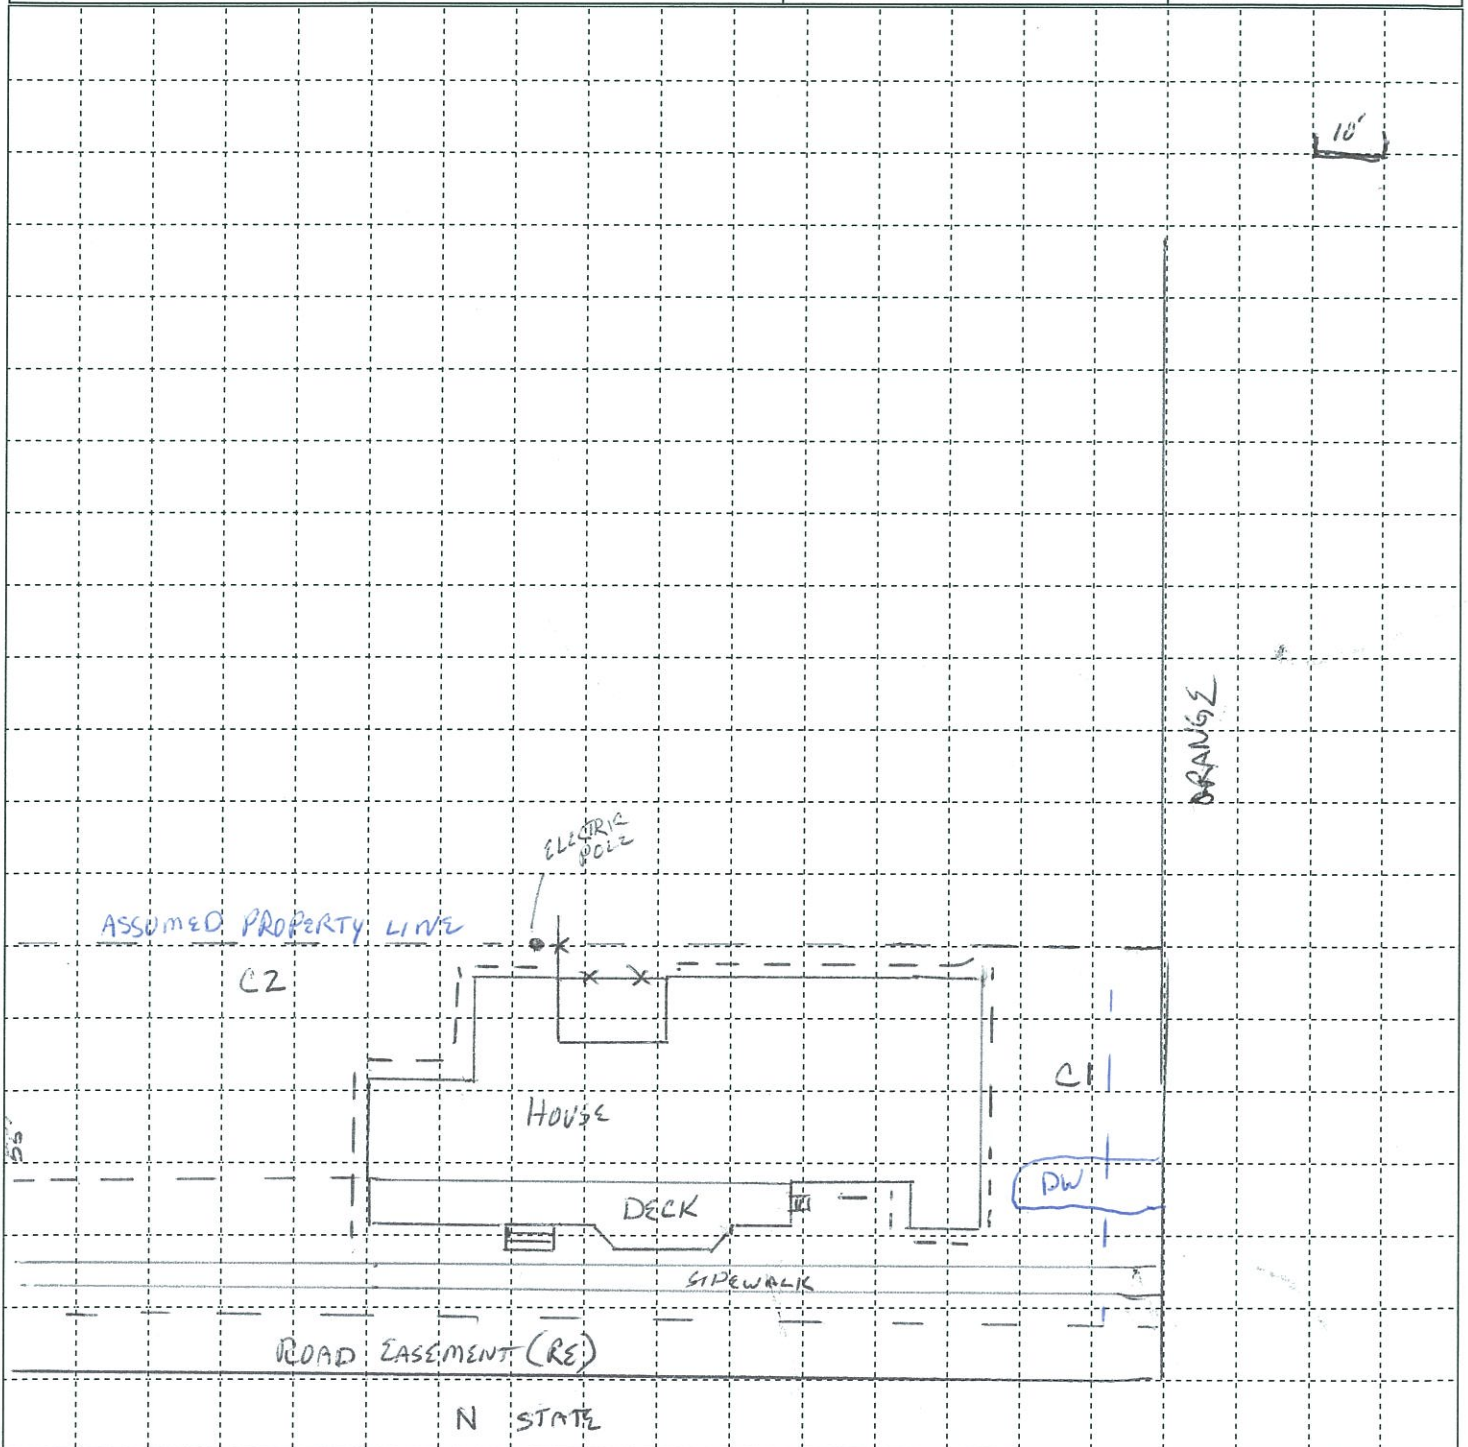 10'
ORANGE
ELECTRIC
POLE
ASSUMED PROPERTY LINE
C2
C1
HOUSE
DW
DECK
SIDEWALK
ROAD EASEMENT (RE)
N STATE